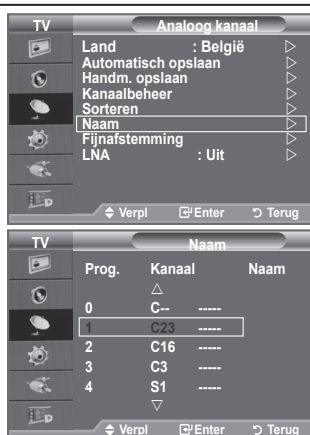 TV Analoog kanaal
Land : België
Automatisch opslaan
Handm. opslaan
Kanaalbeheer
Sorteren
Naam
Fijnafstemming
LNA : Uit
Verpl Enter Terug
TV Naam
Prog. Kanaal Naam
0 C-- -----
1 C23 -----
2 C16 -----
3 C3 -----
4 S1 -----
Verpl Enter Terug